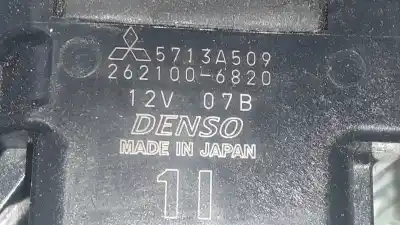 5713A509
262100-6820
12V 07B
DENSO
MADE IN JAPAN
11